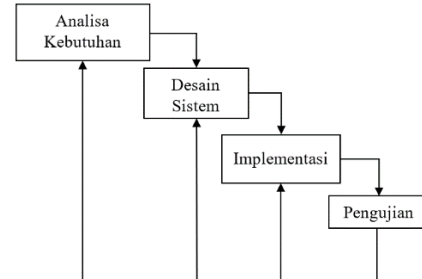 Analisa
Kebutuhan
Desain
Sistem
Implementasi
Pengujian